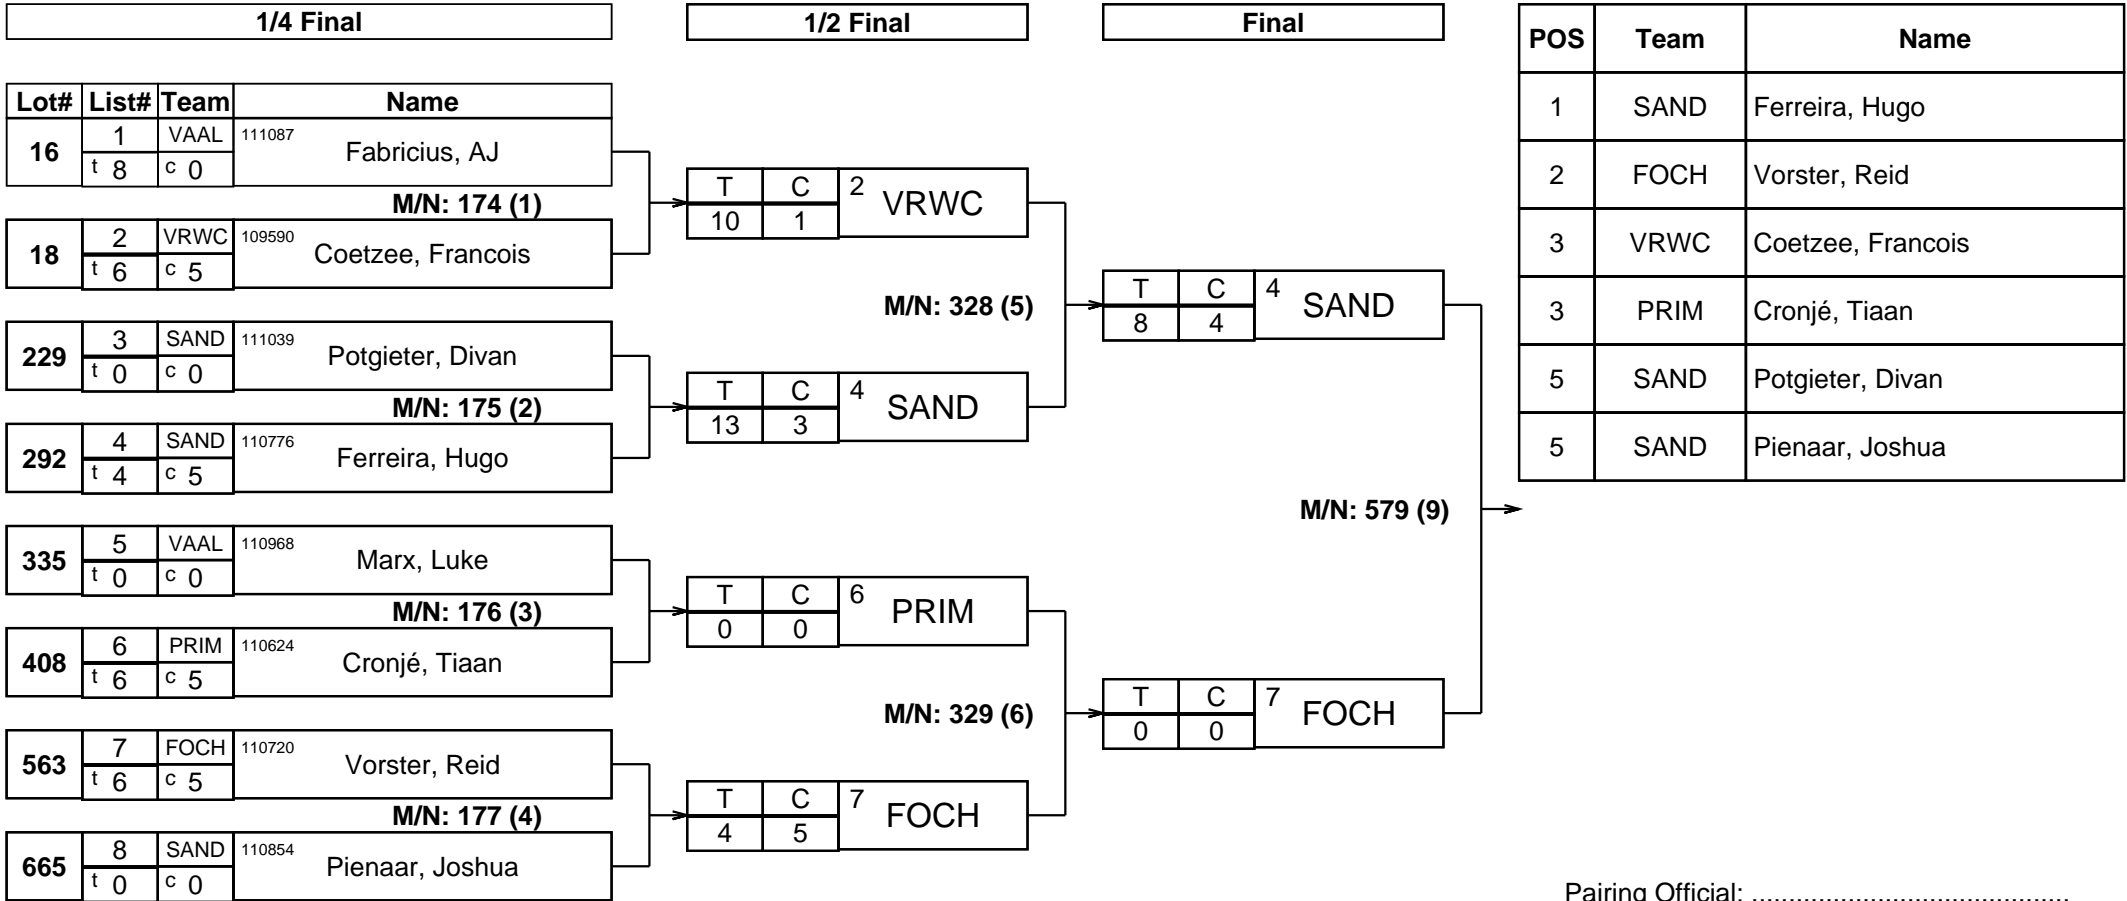 1/4 Final 1/2 Final Final
POS Team Name
1 SAND Ferreira, Hugo
2 FOCH Vorster, Reid
3 VRWC Coetzee, Francois
3 PRIM Cronjé, Tiaan
5 SAND Potgieter, Divan
5 SAND Pienaar, Joshua
Lot# List# Team Name
16 1 VAAL 111087 Fabricius, AJ
t 8 c 0
M/N: 174 (1)
18 2 VRWC 109590 Coetzee, Francois
t 6 c 5
229 3 SAND 111039 Potgieter, Divan
t 0 c 0
M/N: 175 (2)
292 4 SAND 110776 Ferreira, Hugo
t 4 c 5
335 5 VAAL 110968 Marx, Luke
t 0 c 0
M/N: 176 (3)
408 6 PRIM 110624 Cronjé, Tiaan
t 6 c 5
563 7 FOCH 110720 Vorster, Reid
t 6 c 5
M/N: 177 (4)
665 8 SAND 110854 Pienaar, Joshua
t 0 c 0
T C 2 VRWC
10 1
M/N: 328 (5)
T C 4 SAND
13 3
T C 6 PRIM
0 0
M/N: 329 (6)
T C 7 FOCH
4 5
T C 4 SAND
8 4
M/N: 579 (9)
T C 7 FOCH
0 0
Pairing Official: ..........................................